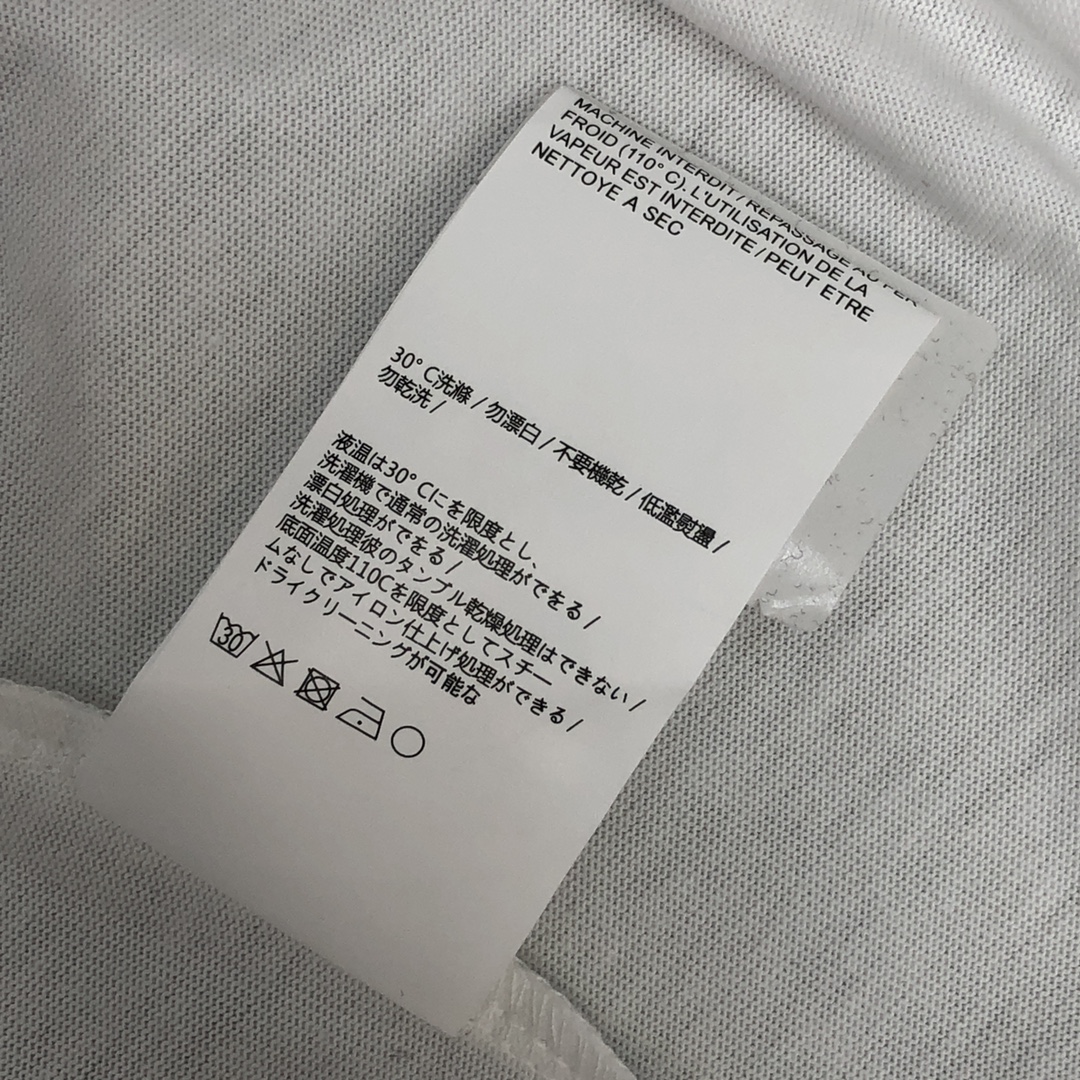 MACHINE INTERDIT / REPASSAGE AU FER
FROID (110° C). L'UTILISATION DE LA
VAPEUR EST INTERDITE / PEUT ETRE
NETTOYE A SEC
30° C洗滌 / 勿漂白 / 不要機乾 / 低濫熨燙 /
勿乾洗 /
液温は30° Cにを限度とし、
洗濯機で通常の洗濯処理がでをる /
漂白処理がでをる /
洗濯処理彼のタンブル乾燥処理はできない /
底面温度110Cを限度としてスチー
ムなしでアイロン仕上げ処理ができる /
ドライクリーニングが可能な
30